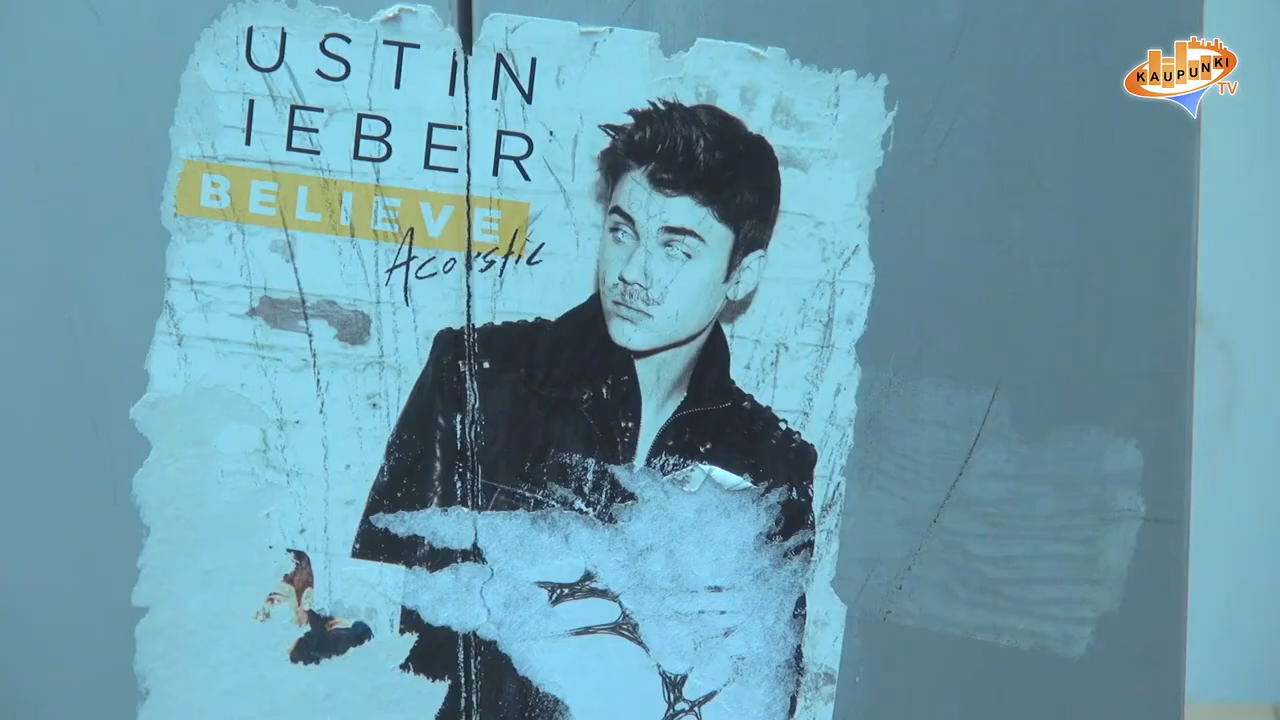 USTIN
IEBER
BELIEVE
Acoustic
KAUPUNKI
TV